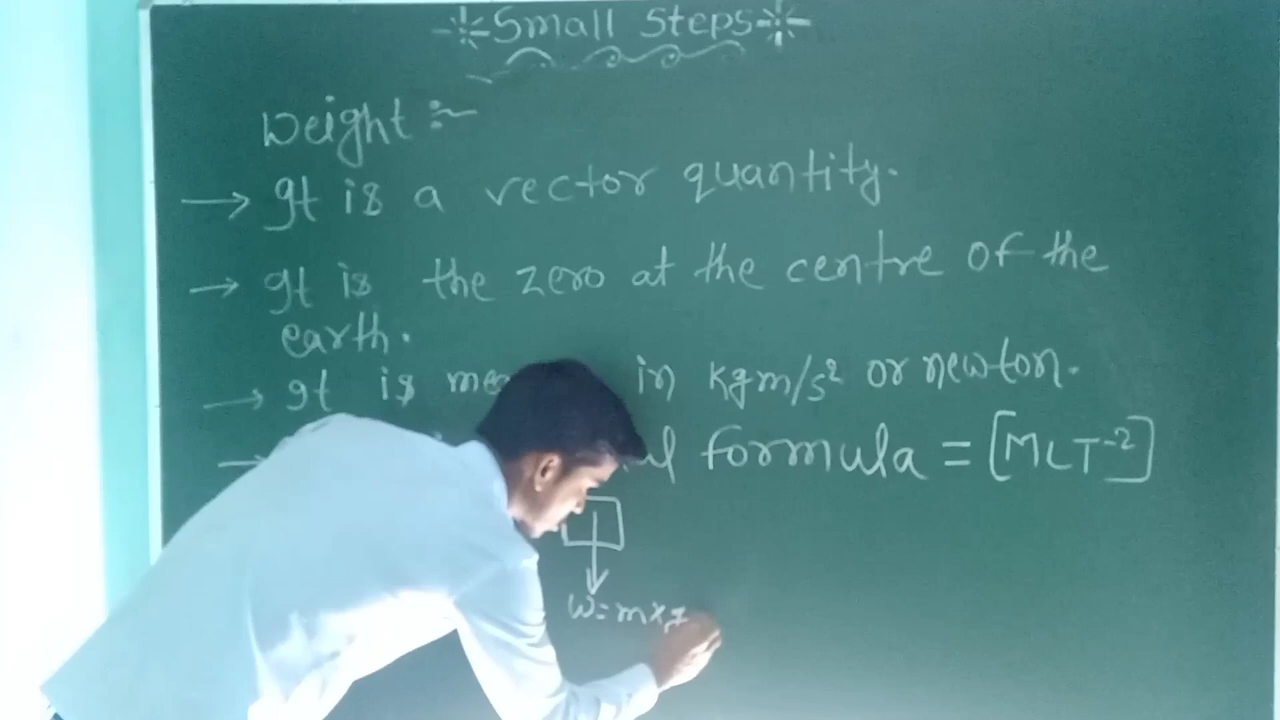 Small Steps
Weight :~
→ It is a vector quantity.
→ It is the zero at the centre of the
earth.
→ It is in kgm/s² or newton.
→ formula = [MLT⁻²]
W = m×g